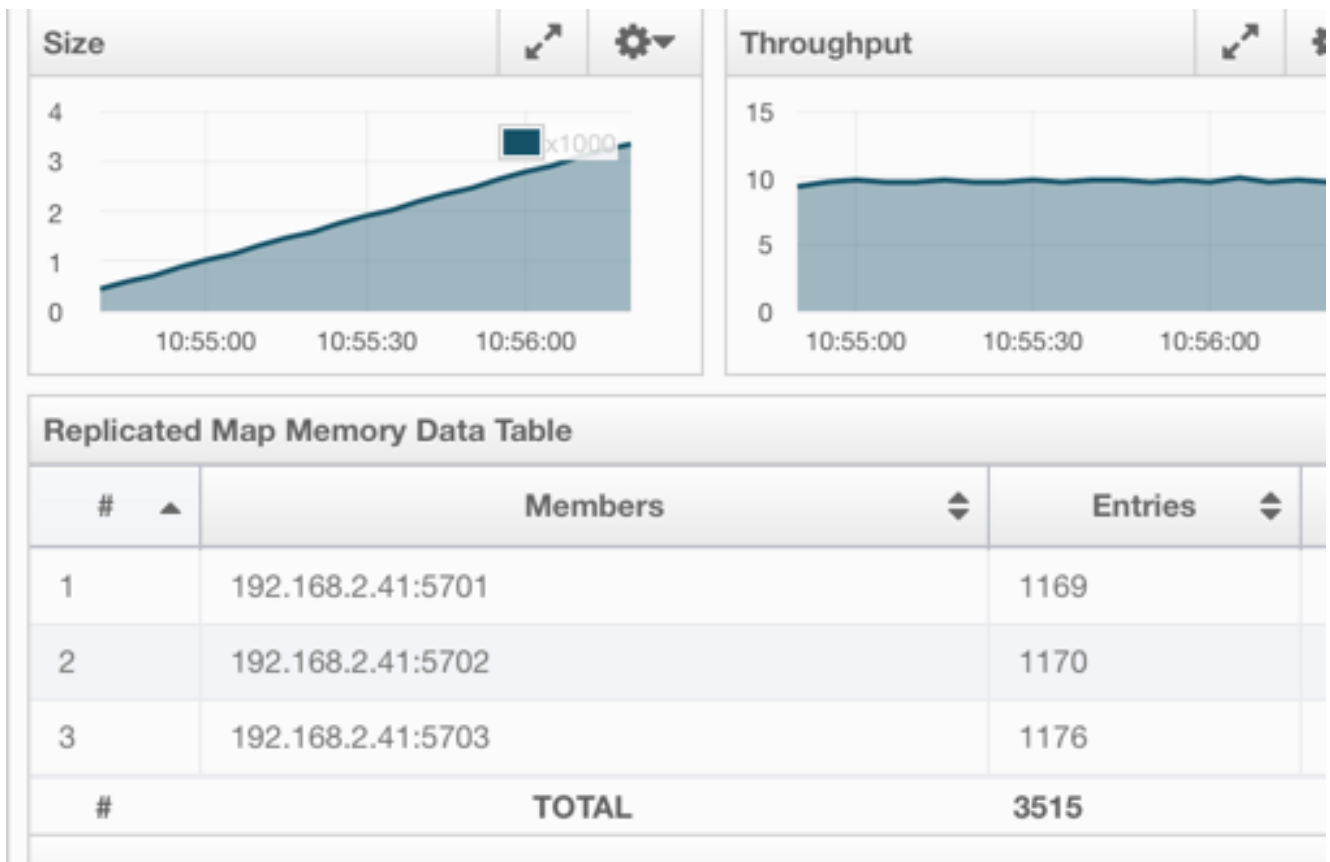 Size
Throughput
4
3
2
1
0
x1000
10:55:00 10:55:30 10:56:00
15
10
5
0
10:55:00 10:55:30 10:56:00
Replicated Map Memory Data Table
# Members Entries
1 192.168.2.41:5701 1169
2 192.168.2.41:5702 1170
3 192.168.2.41:5703 1176
# TOTAL 3515